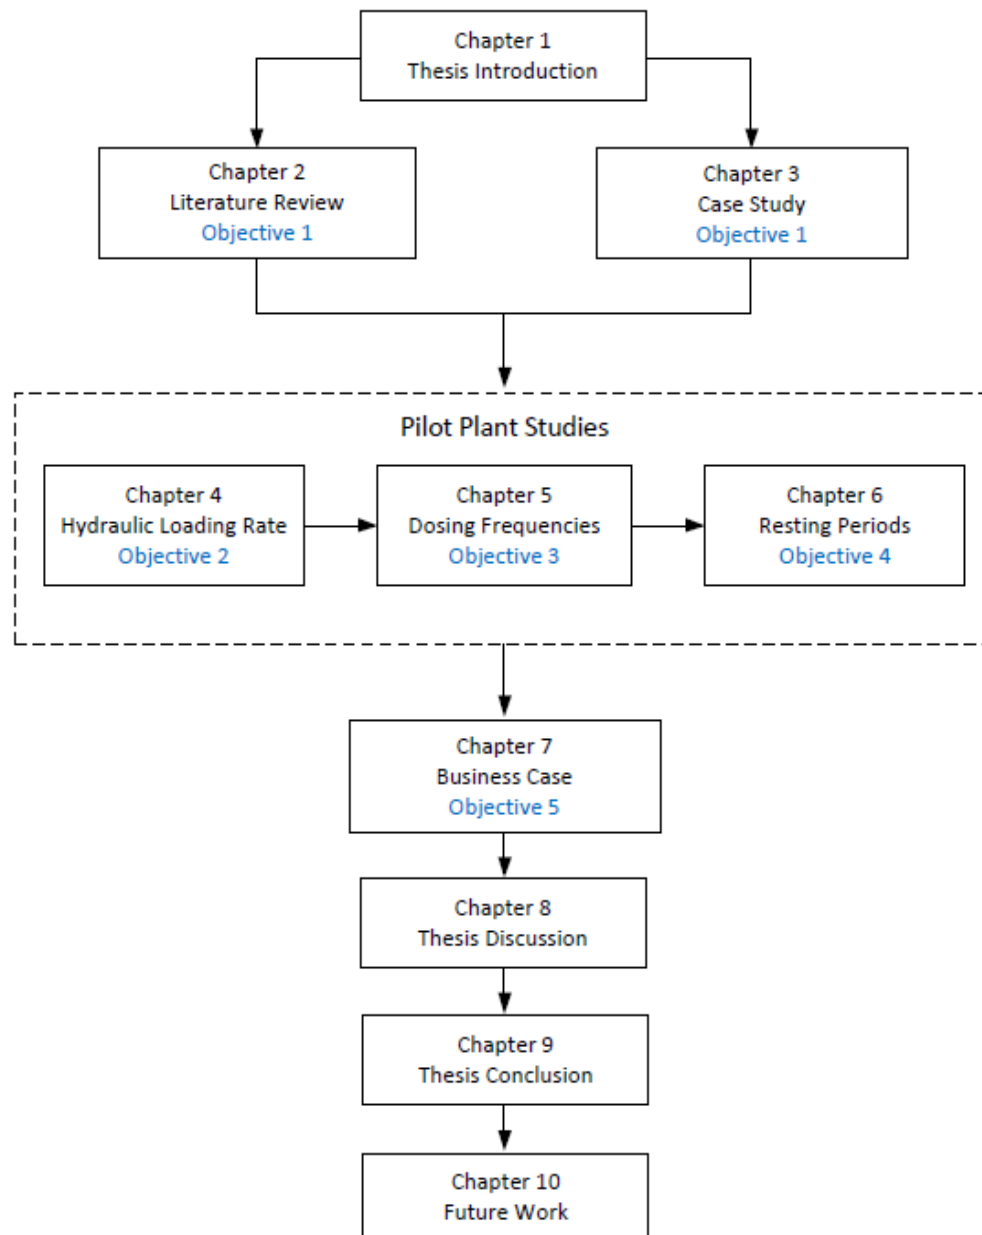 Chapter 1
Thesis Introduction
Chapter 2
Literature Review
Objective 1
Chapter 3
Case Study
Objective 1
Pilot Plant Studies
Chapter 4
Hydraulic Loading Rate
Objective 2
Chapter 5
Dosing Frequencies
Objective 3
Chapter 6
Resting Periods
Objective 4
Chapter 7
Business Case
Objective 5
Chapter 8
Thesis Discussion
Chapter 9
Thesis Conclusion
Chapter 10
Future Work